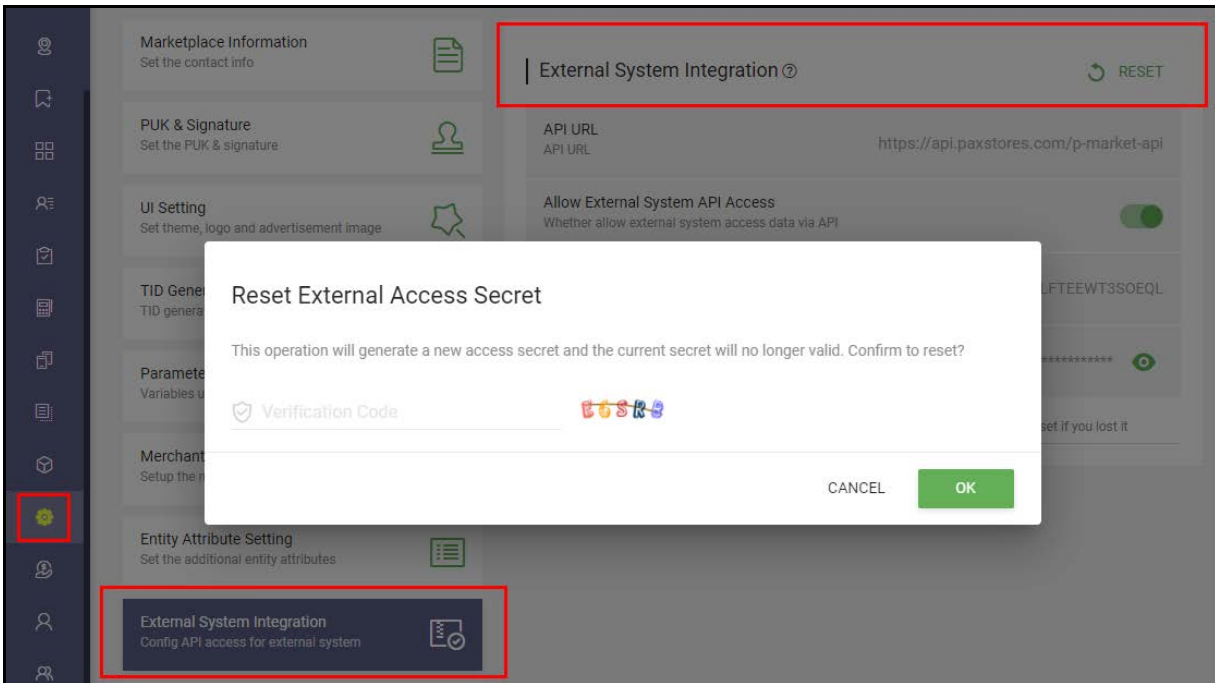 Marketplace Information
Set the contact info
PUK & Signature
Set the PUK & signature
UI Setting
Set theme, logo and advertisement image
TID Gene
TID genera
Paramete
Variables u
Merchant
Setup the
Entity Attribute Setting
Set the additional entity attributes
External System Integration
Config API access for external system
External System Integration
RESET
API URL
API URL
https://api.paxstores.com/p-market-api
Allow External System API Access
Whether allow external system access data via API
LFTEEWT3SOEQL
***********
set if you lost it
Reset External Access Secret
This operation will generate a new access secret and the current secret will no longer valid. Confirm to reset?
Verification Code
CANCEL
OK